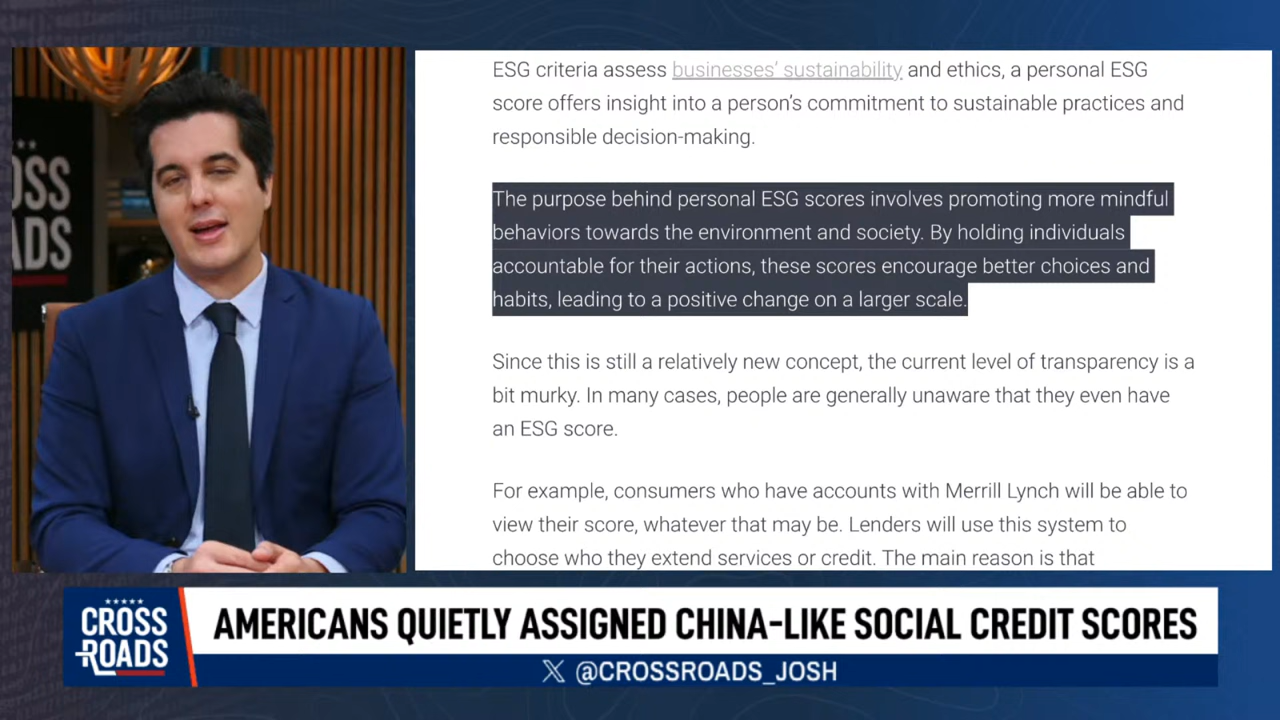 OSS
ADS
ESG criteria assess businesses' sustainability and ethics, a personal ESG
score offers insight into a person's commitment to sustainable practices and
responsible decision-making.
The purpose behind personal ESG scores involves promoting more mindful
behaviors towards the environment and society. By holding individuals
accountable for their actions, these scores encourage better choices and
habits, leading to a positive change on a larger scale.
Since this is still a relatively new concept, the current level of transparency is a
bit murky. In many cases, people are generally unaware that they even have
an ESG score.
For example, consumers who have accounts with Merrill Lynch will be able to
view their score, whatever that may be. Lenders will use this system to
choose who they extend services or credit. The main reason is that
CROSS
ROADS
AMERICANS QUIETLY ASSIGNED CHINA-LIKE SOCIAL CREDIT SCORES
X @CROSSROADS_JOSH